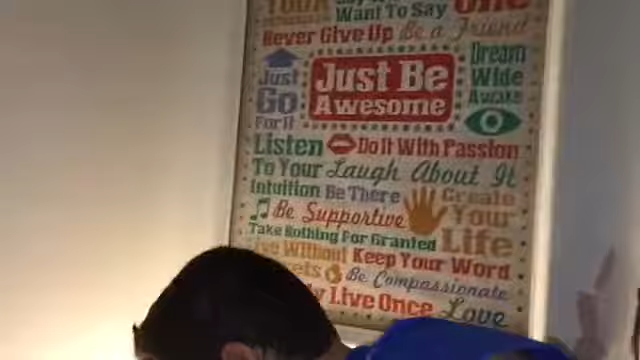 Want To Say One
Never Give Up Be a Friend
Just Go For It
Just Be Awesome
Dream Wide Awake
Listen Do It With Passion
To Your Laugh About It
Intuition Be There Create
Be Supportive Your
Take Nothing For Granted Life
Without Keep Your Word
Be Compassionate
Live Once Love